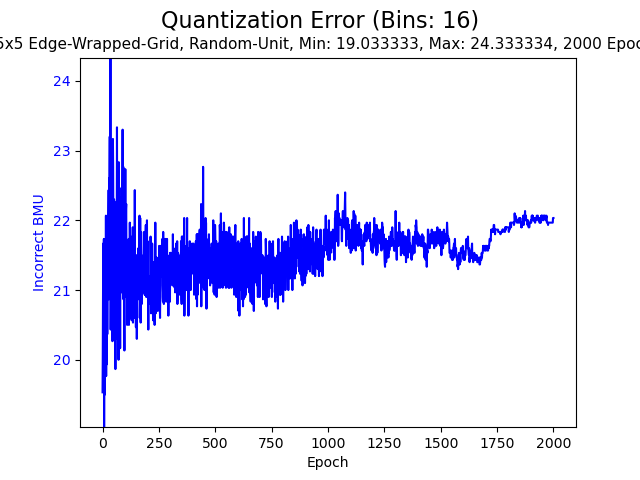 Quantization Error (Bins: 16)
5x5 Edge-Wrapped-Grid, Random-Unit, Min: 19.033333, Max: 24.333334, 2000 Epoc
24
23
22
21
20
Incorrect BMU
0 250 500 750 1000 1250 1500 1750 2000
Epoch